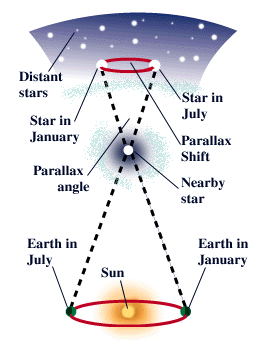 Distant
stars
Star in
January
Star in
July
Parallax
Shift
Parallax
angle
Nearby
star
Earth in
July
Sun
Earth in
January